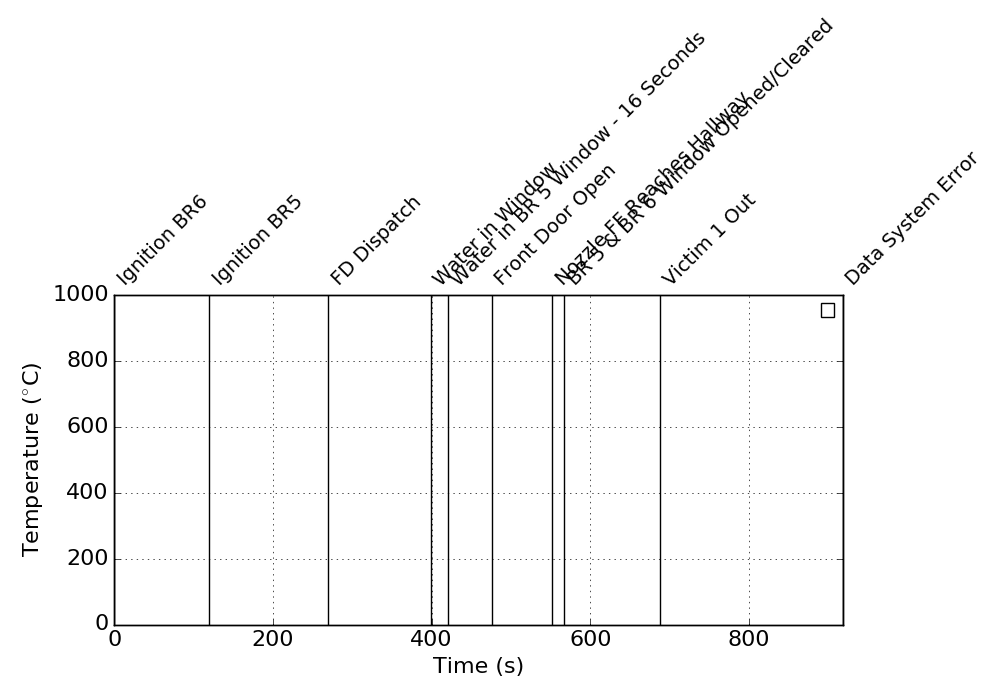 Ignition BR6
Ignition BR5
FD Dispatch
Water in Window
Water in BR 5 Window - 16 Seconds
Front Door Open
Nozzle FF Reaches Hallway
BR 5 & BR 6 Window Opened/Cleared
Victim 1 Out
Data System Error
1000
800
600
400
200
0
Temperature (°C)
0 200 400 600 800
Time (s)